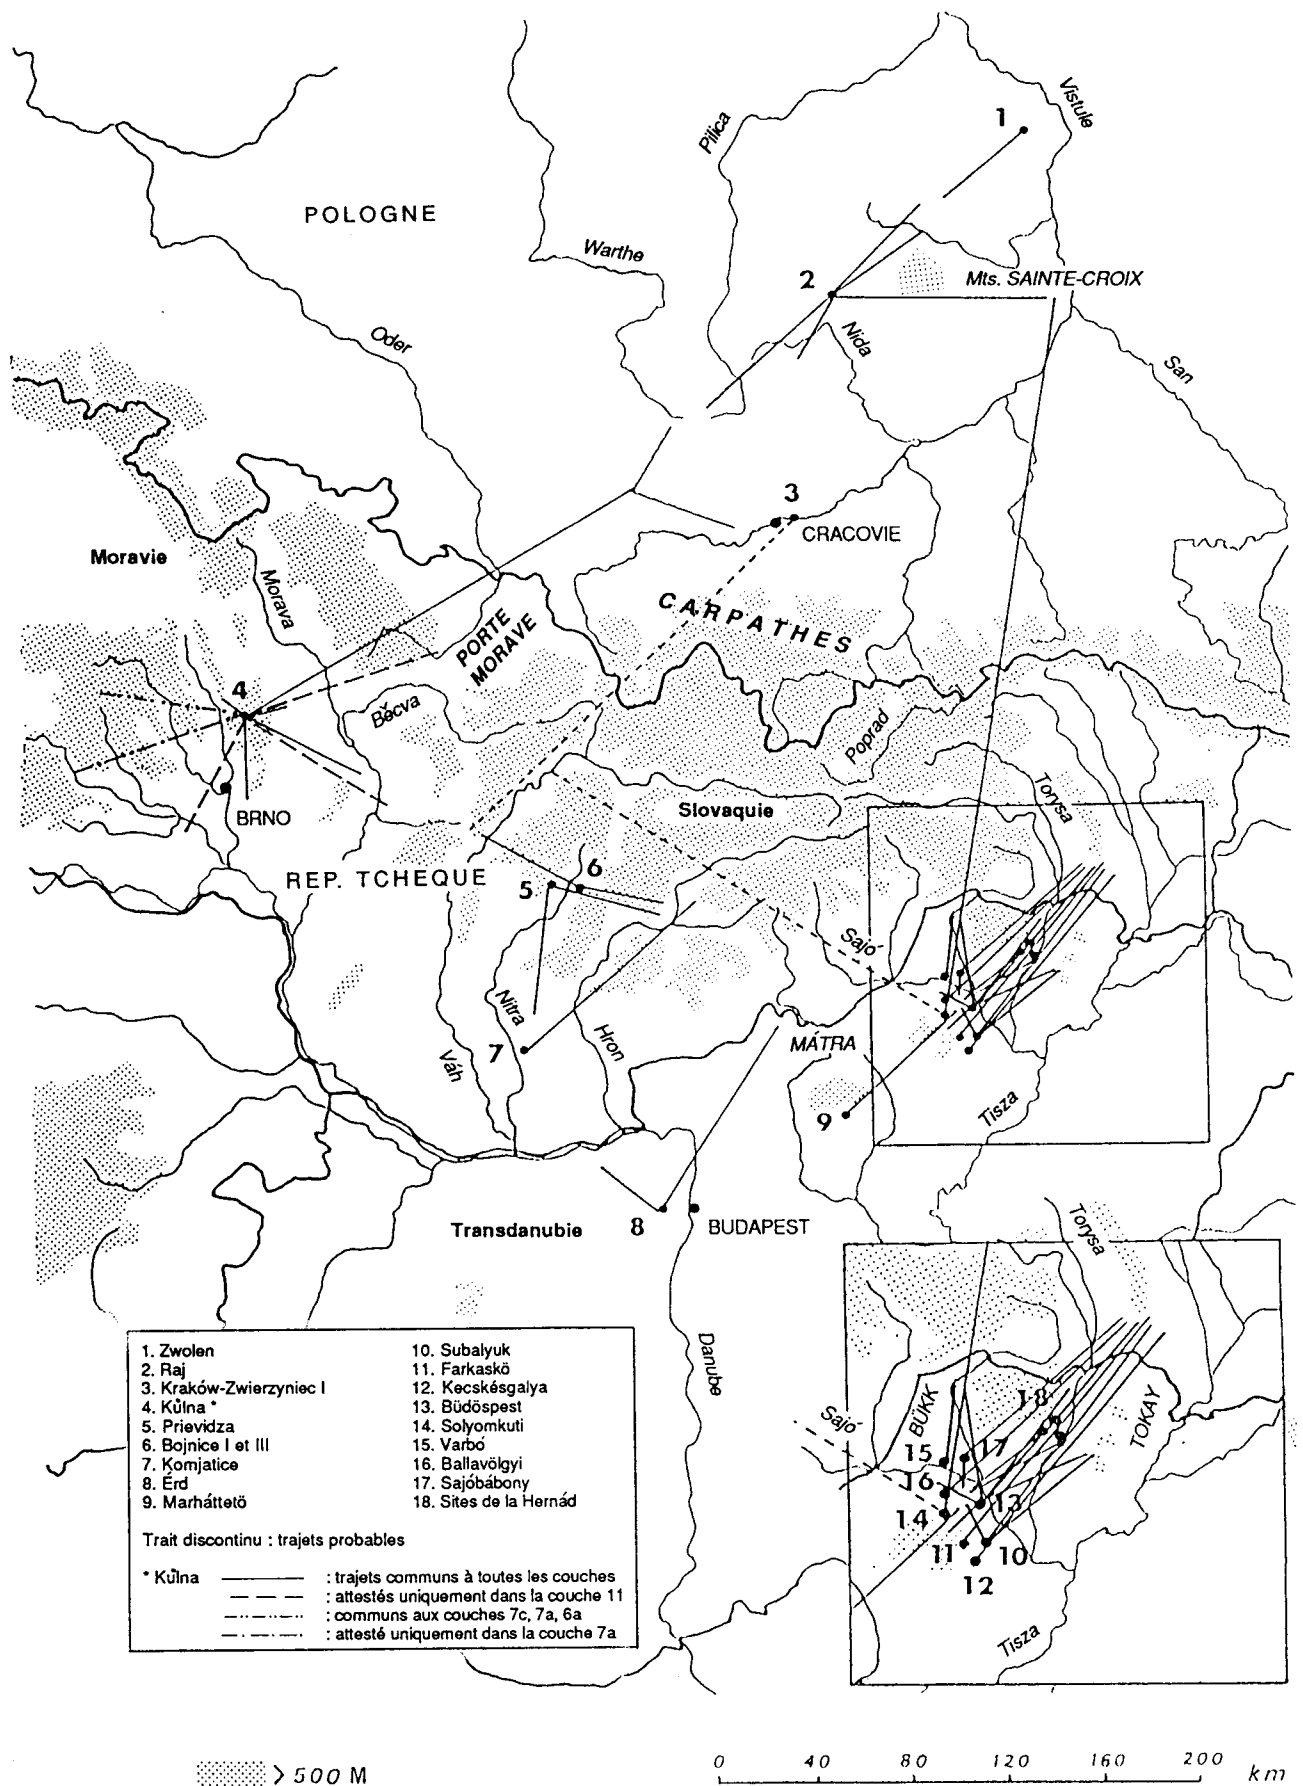 1
Vistule
Pilica
POLOGNE
Warthe
2
Mts. SAINTE-CROIX
Oder
Nida
San
3
CRACOVIE
Moravie
Morava
CARPATHES
PORTE
MORAVE
4
Bĕcva
Poprad
Torysa
BRNO
Slovaquie
REP. TCHEQUE
5
6
Sajó
Nitra
Hron
7
Váh
MÁTRA
9
Tisza
Transdanubie
8
BUDAPEST
Torysa
Danube
BÜKK
18
TOKAY
Sajó
15
17
16
13
14
11
10
12
Tisza
1. Zwolen
2. Raj
3. Kraków-Zwierzyniec I
4. Kůlna *
5. Prievidza
6. Bojnice I et III
7. Komjatice
8. Érd
9. Marháttetö
10. Subalyuk
11. Farkaskö
12. Kecskésgalya
13. Büdöspest
14. Solyomkuti
15. Varbó
16. Ballavölgyi
17. Sajóbábony
18. Sites de la Hernád
Trait discontinu : trajets probables
* Kůlna : trajets communs à toutes les couches
: attestés uniquement dans la couche 11
: communs aux couches 7c, 7a, 6a
: attesté uniquement dans la couche 7a
> 500 M
0 40 80 120 160 200 km